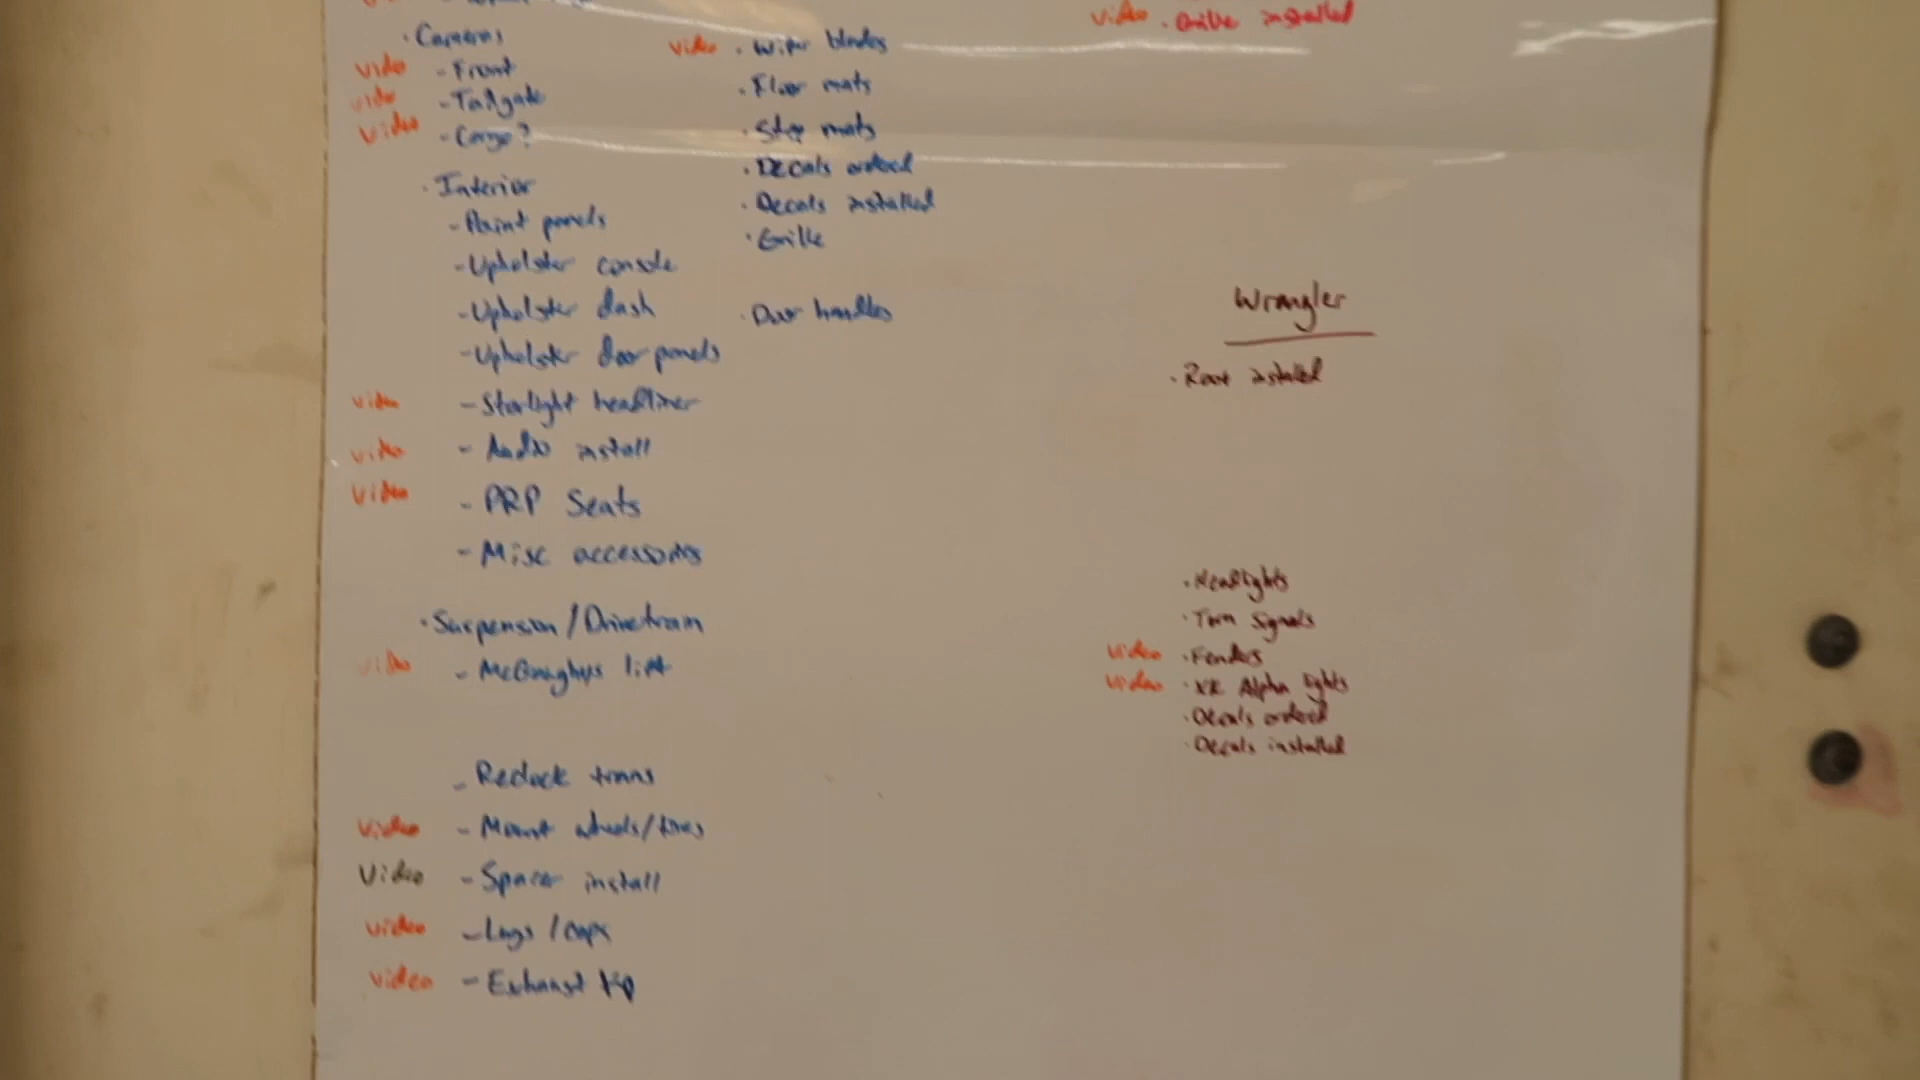 · Cameras
Video - Front
Video - Tailgate
Video - Cargo?
· Interior
- Paint panels
- Upholster console
- Upholster dash
- Upholster door panels
Video - Starlight headliner
Video - Audio install
Video - PRP Seats
- Misc accessories
· Suspension/Drivetrain
Video - McGaughys lift
- Reclock trans
Video - Mount wheels/tires
Video - Spacer install
Video - Lugs/caps
Video - Exhaust tip
Video · Wiper blades
· Floor mats
· Step mats
· Decals ordered
· Decals installed
· Grille
· Door handles
Video · Grille installed
Wrangler
· Roof installed
· Headlights
· Turn Signals
Video · Fenders
Video · XK Alpha lights
· Decals ordered
· Decals installed